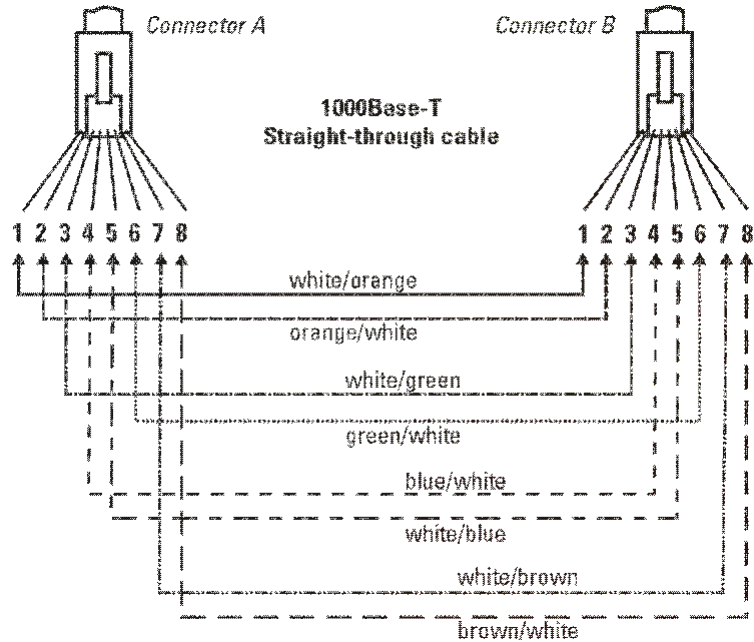 Connector A
Connector B
1000Base-T
Straight-through cable
1 2 3 4 5 6 7 8
1 2 3 4 5 6 7 8
white/orange
orange/white
white/green
green/white
blue/white
white/blue
white/brown
brown/white